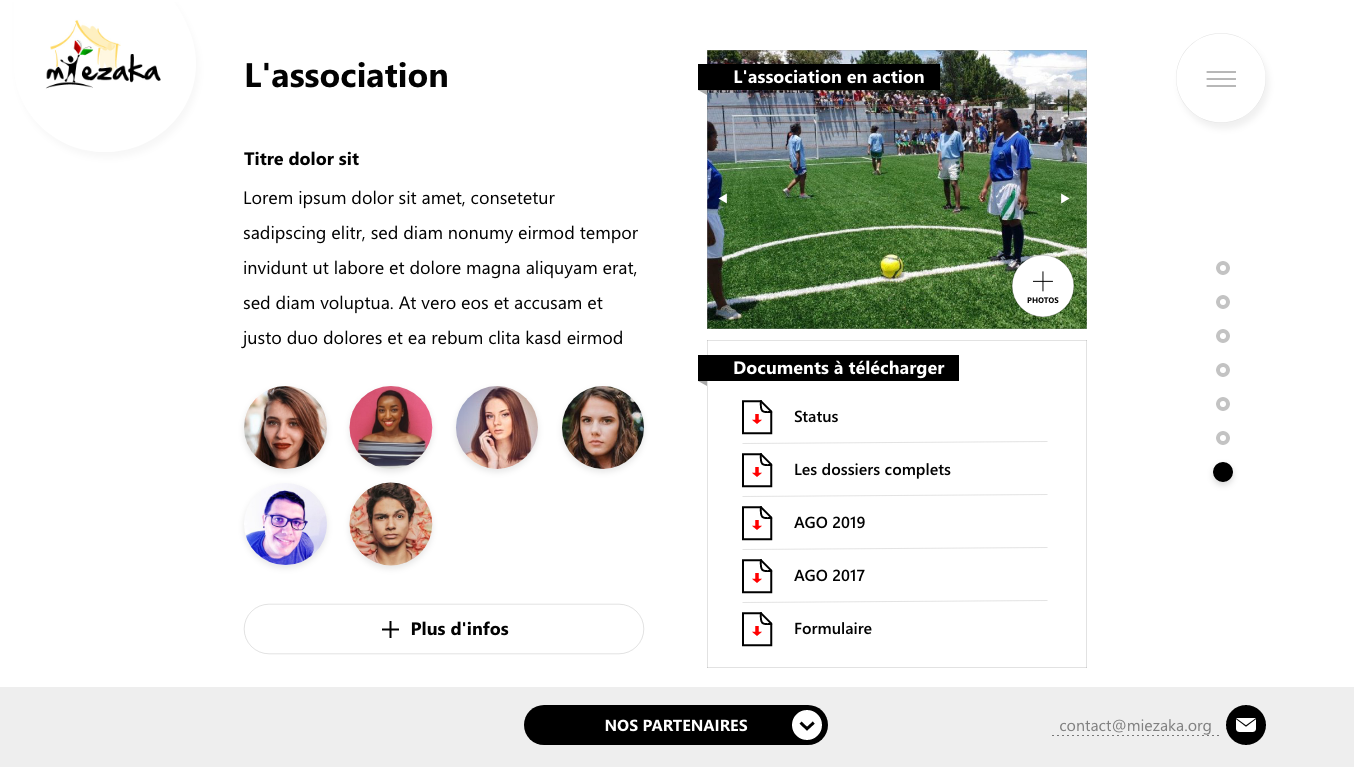 miezaka
L'association
Titre dolor sit
Lorem ipsum dolor sit amet, consetetur
sadipscing elitr, sed diam nonumy eirmod tempor
invidunt ut labore et dolore magna aliquyam erat,
sed diam voluptua. At vero eos et accusam et
justo duo dolores et ea rebum clita kasd eirmod
Plus d'infos
L'association en action
PHOTOS
Documents à télécharger
Status
Les dossiers complets
AGO 2019
AGO 2017
Formulaire
NOS PARTENAIRES
contact@miezaka.org